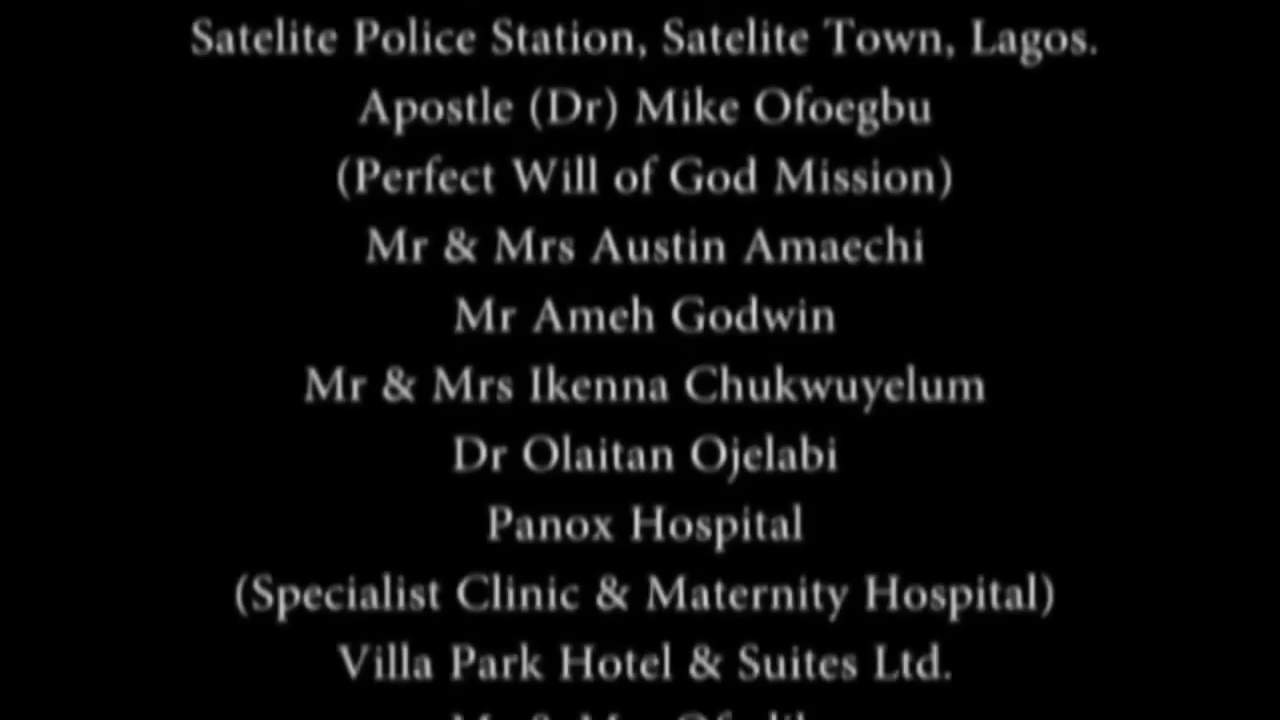 Satelite Police Station, Satelite Town, Lagos.
Apostle (Dr) Mike Ofoegbu
(Perfect Will of God Mission)
Mr & Mrs Austin Amaechi
Mr Ameh Godwin
Mr & Mrs Ikenna Chukwuyelum
Dr Olaitan Ojelabi
Panox Hospital
(Specialist Clinic & Maternity Hospital)
Villa Park Hotel & Suites Ltd.